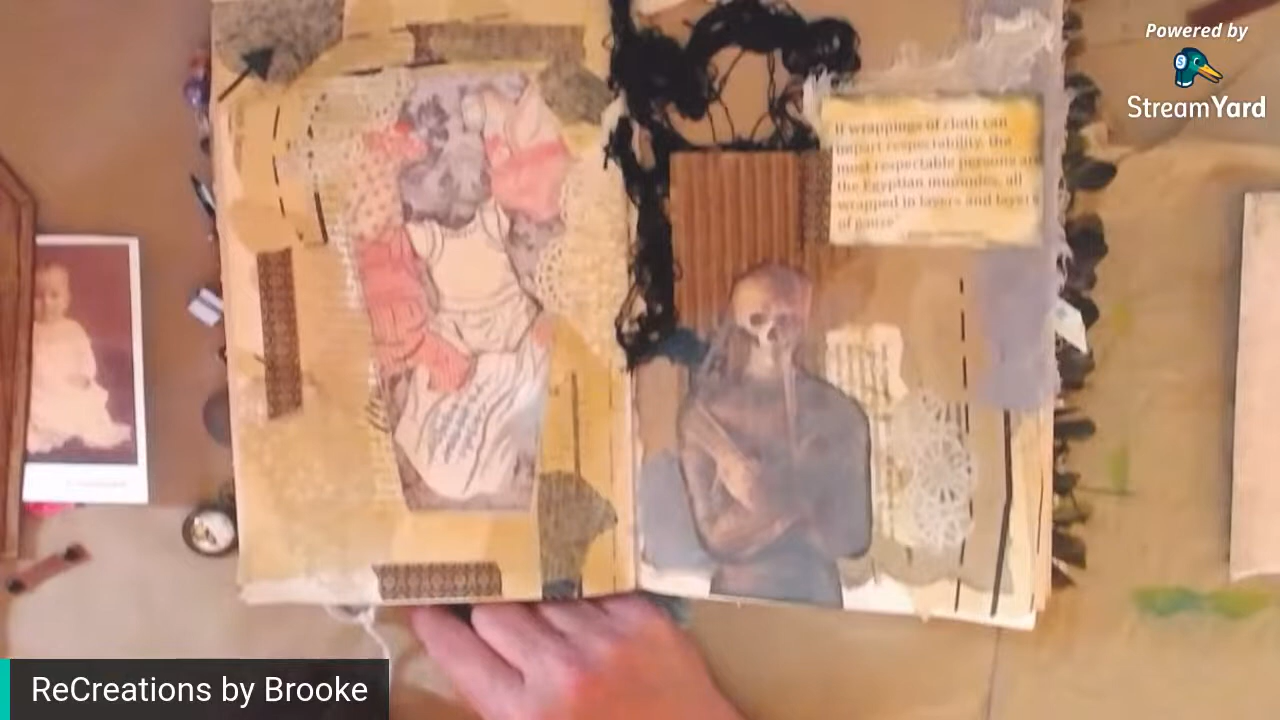 Powered by
StreamYard
If wrappings of cloth can
impart respectability, the
most respectable persons are
the Egyptian mummies, all
wrapped in layers and layers
of gauze"
ReCreations by Brooke